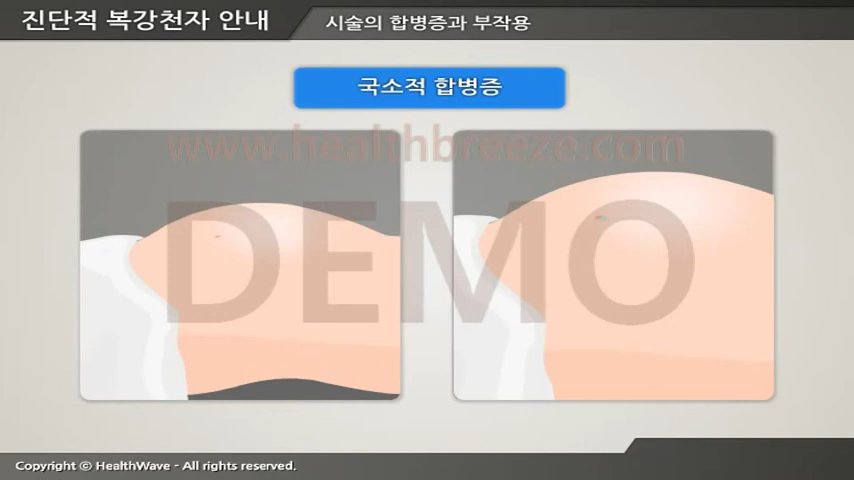 진단적 복강천자 안내
시술의 합병증과 부작용
국소적 합병증
www.healthbreeze.com
DEMO
Copyright ⓒ HealthWave - All rights reserved.